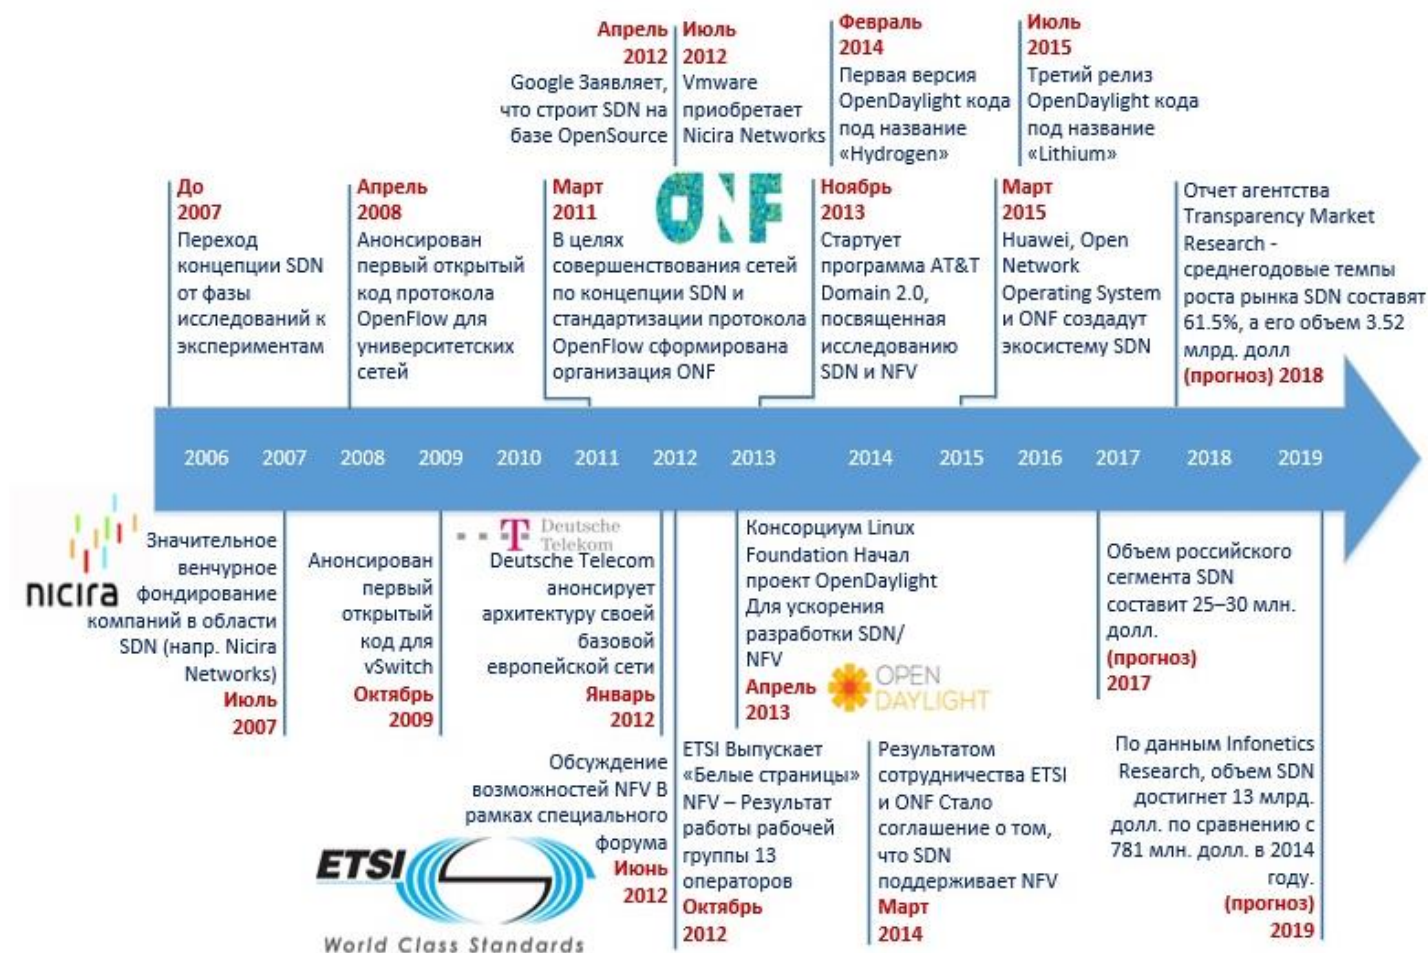 Апрель
2012
Google Заявляет,
что строит SDN на
базе OpenSource
Июль
2012
Vmware
приобретает
Nicira Networks
Февраль
2014
Первая версия
OpenDaylight кода
под название
«Hydrogen»
Июль
2015
Третий релиз
OpenDaylight кода
под название
«Lithium»
До
2007
Переход
концепции SDN
от фазы
исследований к
экспериментам
Апрель
2008
Анонсирован
первый открытый
код протокола
OpenFlow для
университетских
сетей
Март
2011
В целях
совершенствования сетей
по концепции SDN и
стандартизации протокола
OpenFlow сформирована
организация ONF
ONF
Ноябрь
2013
Стартует
программа AT&T
Domain 2.0,
посвященная
исследованию
SDN и NFV
Март
2015
Huawei, Open
Network
Operating System
и ONF создадут
экосистему SDN
Отчет агентства
Transparency Market
Research -
среднегодовые темпы
роста рынка SDN составят
61.5%, а его объем 3.52
млрд. долл
(прогноз) 2018
2006 2007 2008 2009 2010 2011 2012 2013 2014 2015 2016 2017 2018 2019
nicira
Значительное
венчурное
фондирование
компаний в области
SDN (напр. Nicira
Networks)
Июль
2007
Анонсирован
первый
открытый
код для
vSwitch
Октябрь
2009
T Deutsche
Telekom
Deutsche Telecom
анонсирует
архитектуру своей
базовой
европейской сети
Январь
2012
Консорциум Linux
Foundation Начал
проект OpenDaylight
Для ускорения
разработки SDN/
NFV
Апрель
2013
OPEN
DAYLIGHT
Объем российского
сегмента SDN
составит 25–30 млн.
долл.
(прогноз)
2017
Обсуждение
возможностей NFV В
рамках специального
форума
Июнь
2012
ETSI
World Class Standards
ETSI Выпускает
«Белые страницы»
NFV – Результат
работы рабочей
группы 13
операторов
Октябрь
2012
Результатом
сотрудничества ETSI
и ONF Стало
соглашение о том,
что SDN
поддерживает NFV
Март
2014
По данным Infonetics
Research, объем SDN
достигнет 13 млрд.
долл. по сравнению с
781 млн. долл. в 2014
году.
(прогноз)
2019